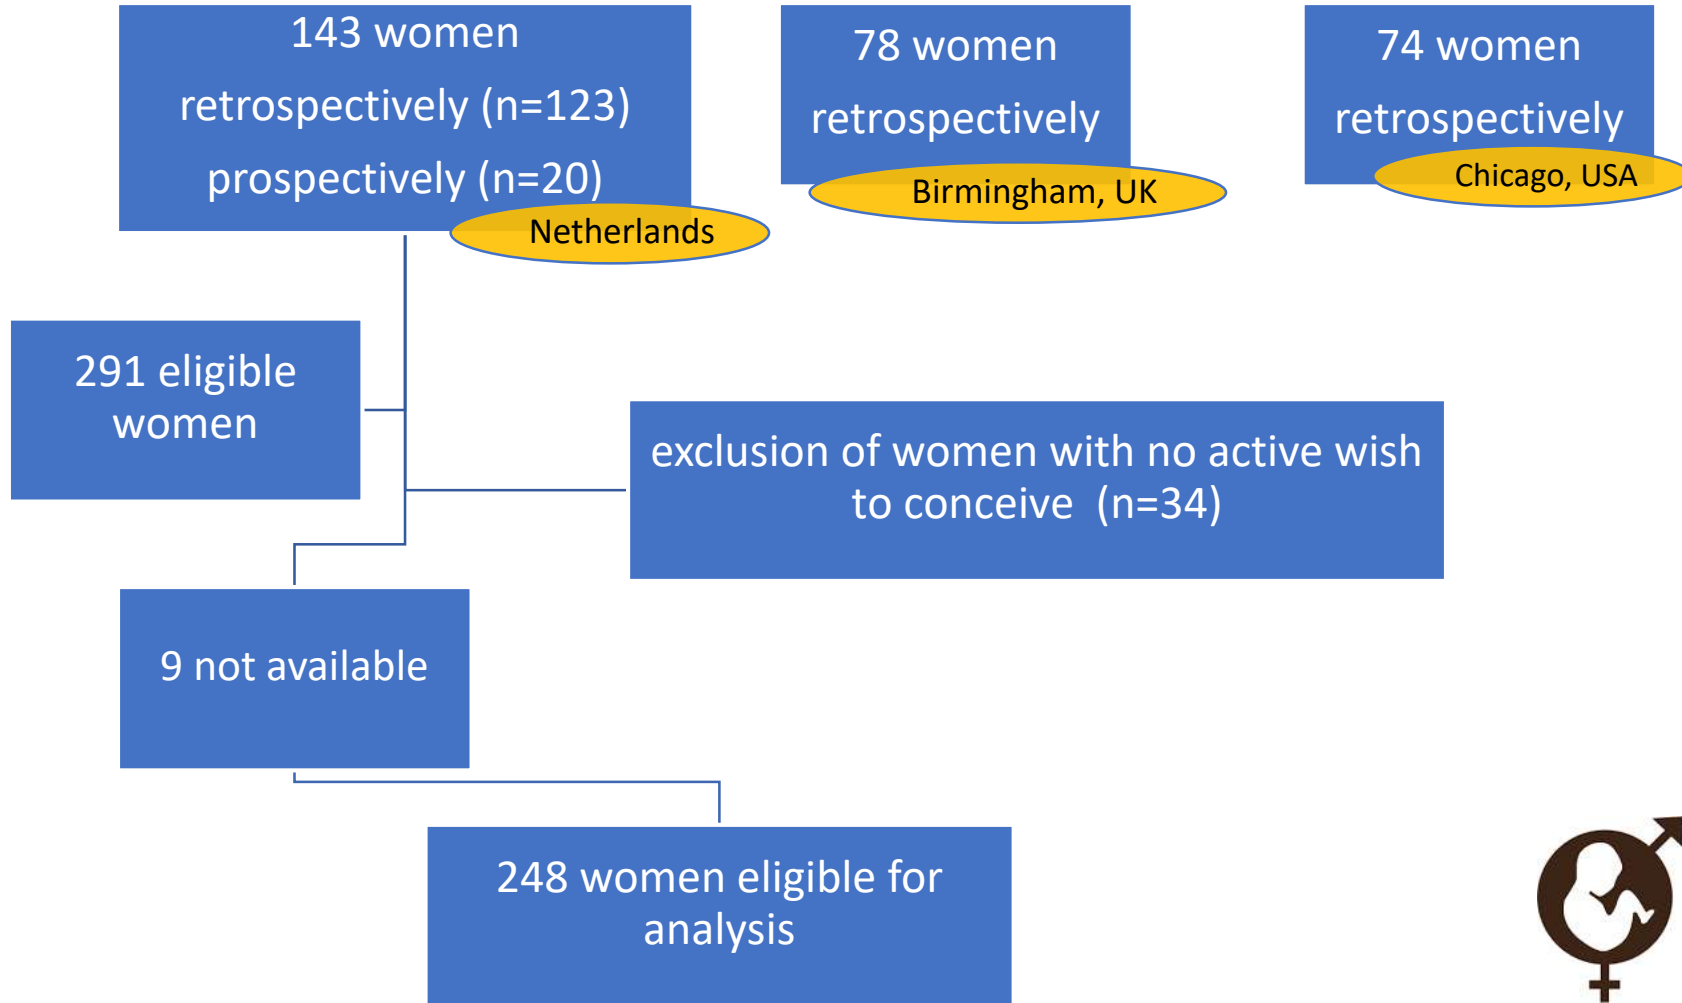 143 women
retrospectively (n=123)
prospectively (n=20)
Netherlands
78 women
retrospectively
Birmingham, UK
74 women
retrospectively
Chicago, USA
291 eligible
women
exclusion of women with no active wish
to conceive (n=34)
9 not available
248 women eligible for
analysis